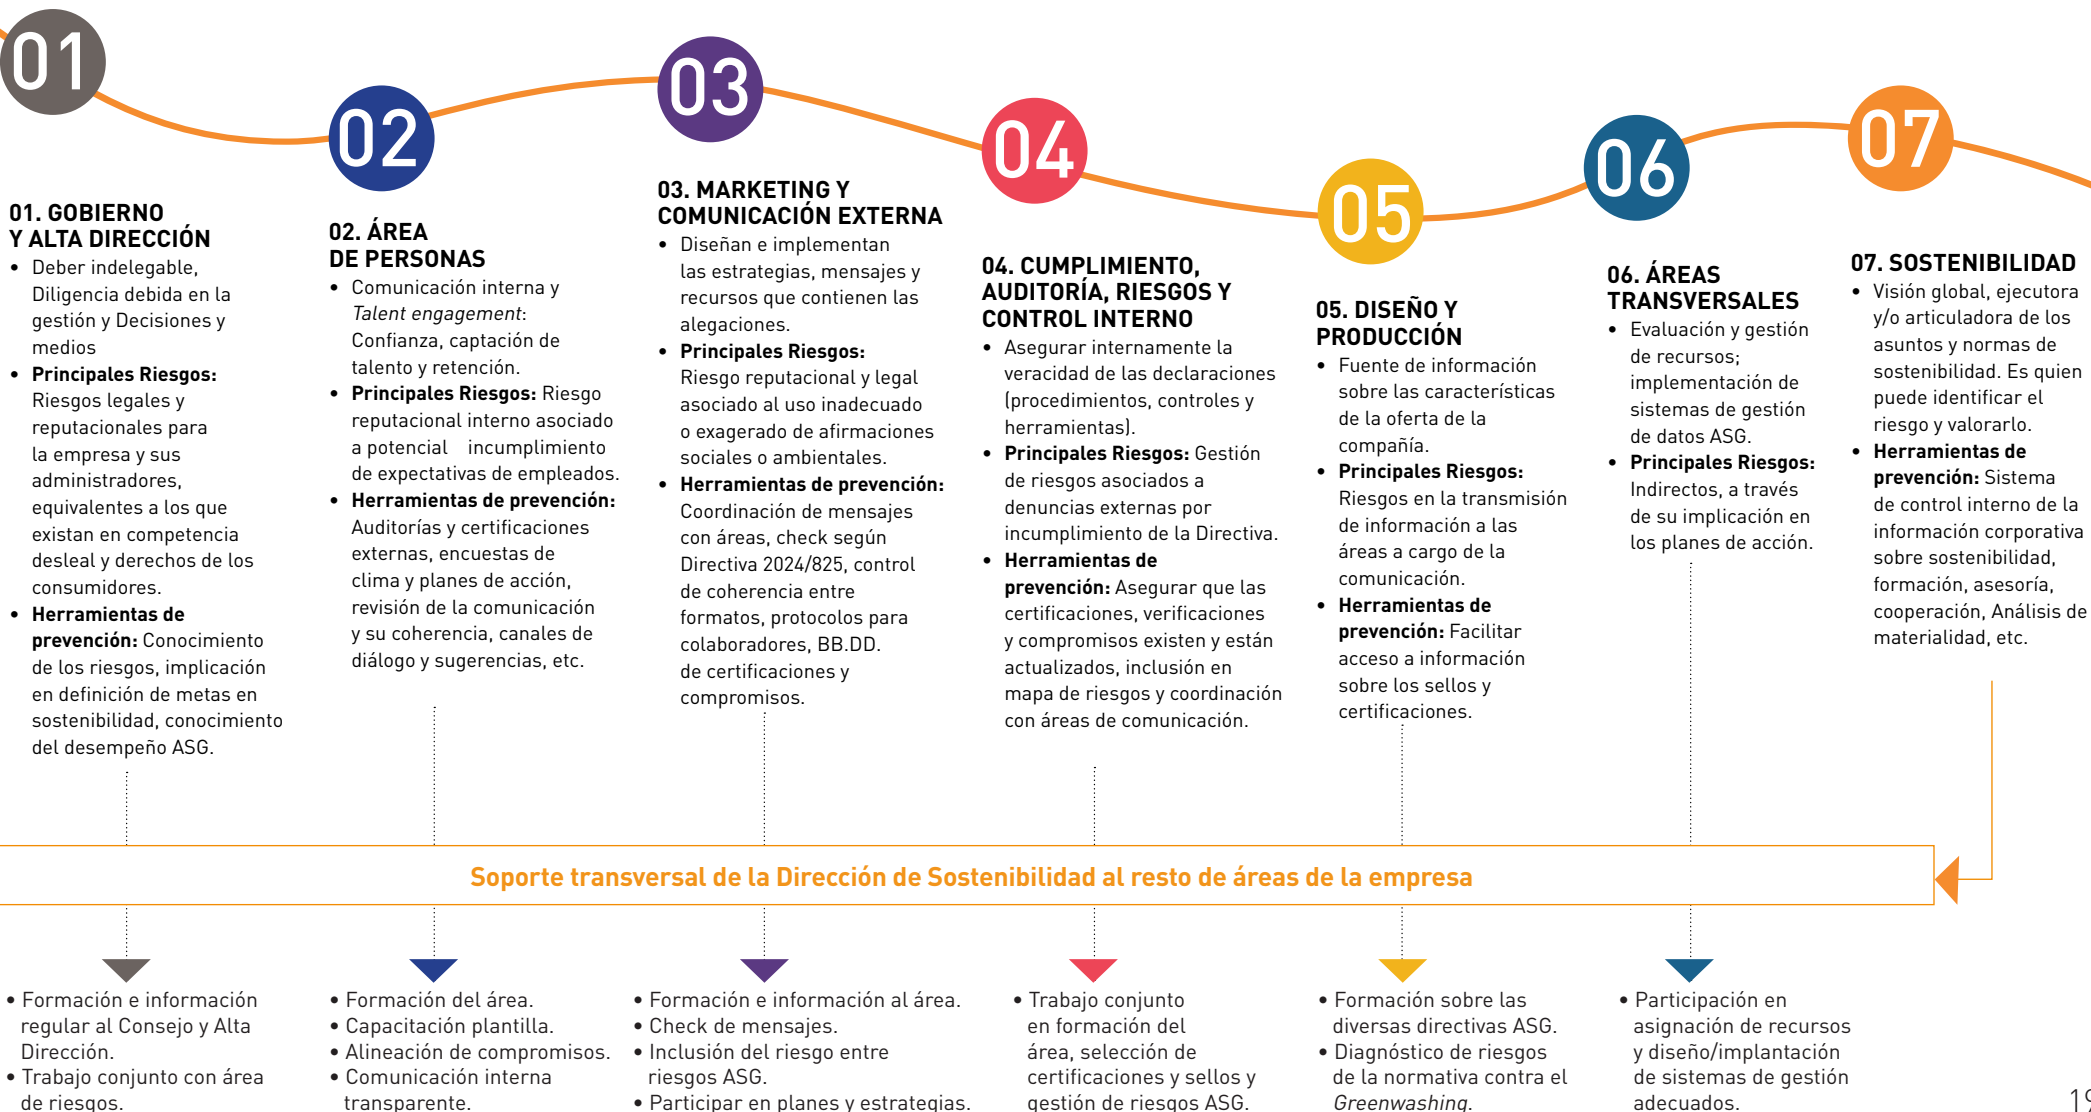 01
02
03
04
05
06
07
01. GOBIERNO
Y ALTA DIRECCIÓN
• Deber indelegable,
Diligencia debida en la
gestión y Decisiones y
medios
• Principales Riesgos:
Riesgos legales y
reputacionales para
la empresa y sus
administradores,
equivalentes a los que
existan en competencia
desleal y derechos de los
consumidores.
• Herramientas de
prevención: Conocimiento
de los riesgos, implicación
en definición de metas en
sostenibilidad, conocimiento
del desempeño ASG.
02. ÁREA
DE PERSONAS
• Comunicación interna y
Talent engagement:
Confianza, captación de
talento y retención.
• Principales Riesgos: Riesgo
reputacional interno asociado
a potencial incumplimiento
de expectativas de empleados.
• Herramientas de prevención:
Auditorías y certificaciones
externas, encuestas de
clima y planes de acción,
revisión de la comunicación
y su coherencia, canales de
diálogo y sugerencias, etc.
03. MARKETING Y
COMUNICACIÓN EXTERNA
• Diseñan e implementan
las estrategias, mensajes y
recursos que contienen las
alegaciones.
• Principales Riesgos:
Riesgo reputacional y legal
asociado al uso inadecuado
o exagerado de afirmaciones
sociales o ambientales.
• Herramientas de prevención:
Coordinación de mensajes
con áreas, check según
Directiva 2024/825, control
de coherencia entre
formatos, protocolos para
colaboradores, BB.DD.
de certificaciones y
compromisos.
04. CUMPLIMIENTO,
AUDITORÍA, RIESGOS Y
CONTROL INTERNO
• Asegurar internamente la
veracidad de las declaraciones
(procedimientos, controles y
herramientas).
• Principales Riesgos: Gestión
de riesgos asociados a
denuncias externas por
incumplimiento de la Directiva.
• Herramientas de
prevención: Asegurar que las
certificaciones, verificaciones
y compromisos existen y están
actualizados, inclusión en
mapa de riesgos y coordinación
con áreas de comunicación.
05. DISEÑO Y
PRODUCCIÓN
• Fuente de información
sobre las características
de la oferta de la
compañía.
• Principales Riesgos:
Riesgos en la transmisión
de información a las
áreas a cargo de la
comunicación.
• Herramientas de
prevención: Facilitar
acceso a información
sobre los sellos y
certificaciones.
06. ÁREAS
TRANSVERSALES
• Evaluación y gestión
de recursos;
implementación de
sistemas de gestión
de datos ASG.
• Principales Riesgos:
Indirectos, a través
de su implicación en
los planes de acción.
07. SOSTENIBILIDAD
• Visión global, ejecutora
y/o articuladora de los
asuntos y normas de
sostenibilidad. Es quien
puede identificar el
riesgo y valorarlo.
• Herramientas de
prevención: Sistema
de control interno de la
información corporativa
sobre sostenibilidad,
formación, asesoría,
cooperación, Análisis de
materialidad, etc.
Soporte transversal de la Dirección de Sostenibilidad al resto de áreas de la empresa
• Formación e información
regular al Consejo y Alta
Dirección.
• Trabajo conjunto con área
de riesgos.
• Formación del área.
• Capacitación plantilla.
• Alineación de compromisos.
• Comunicación interna
transparente.
• Formación e información al área.
• Check de mensajes.
• Inclusión del riesgo entre
riesgos ASG.
• Participar en planes y estrategias.
• Trabajo conjunto
en formación del
área, selección de
certificaciones y sellos y
gestión de riesgos ASG.
• Formación sobre las
diversas directivas ASG.
• Diagnóstico de riesgos
de la normativa contra el
Greenwashing.
• Participación en
asignación de recursos
y diseño/implantación
de sistemas de gestión
adecuados.